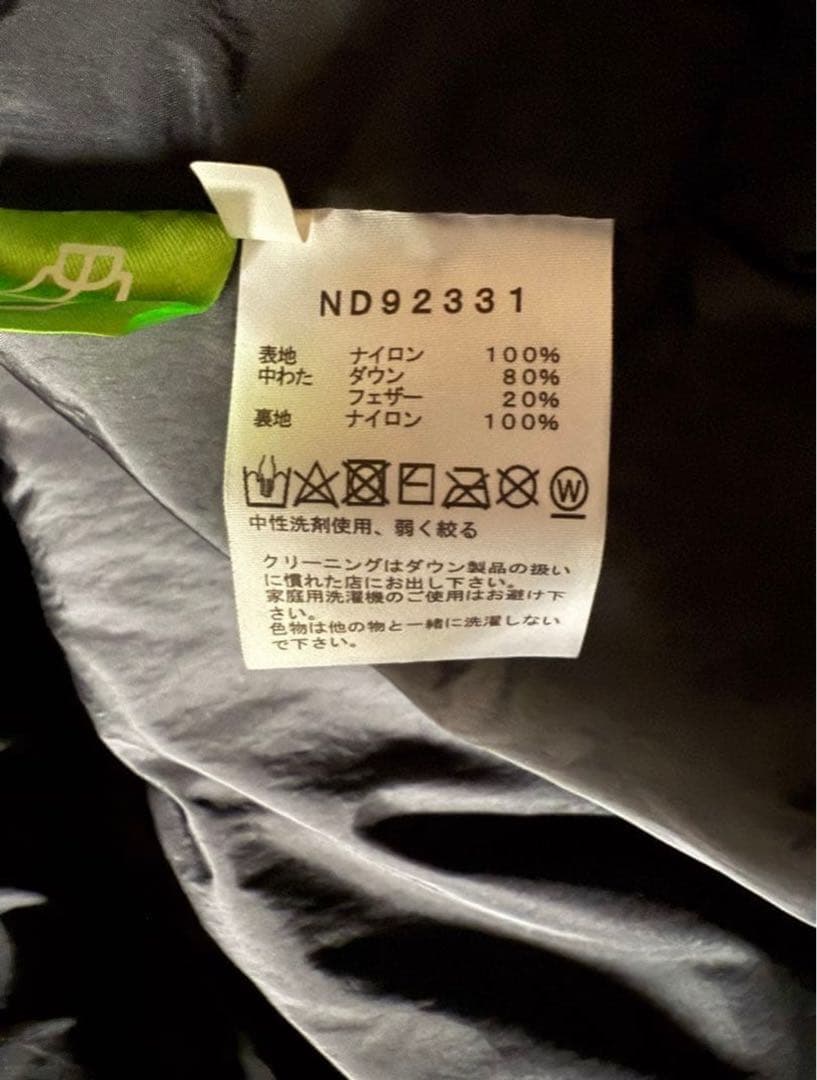 ND92331
表地 ナイロン 100%
中わた ダウン 80%
フェザー 20%
裏地 ナイロン 100%
W
中性洗剤使用、弱く絞る
クリーニングはダウン製品の扱い
に慣れた店にお出し下さい。
家庭用洗濯機のご使用はお避け下
さい。
色物は他の物と一緒に洗濯しない
で下さい。